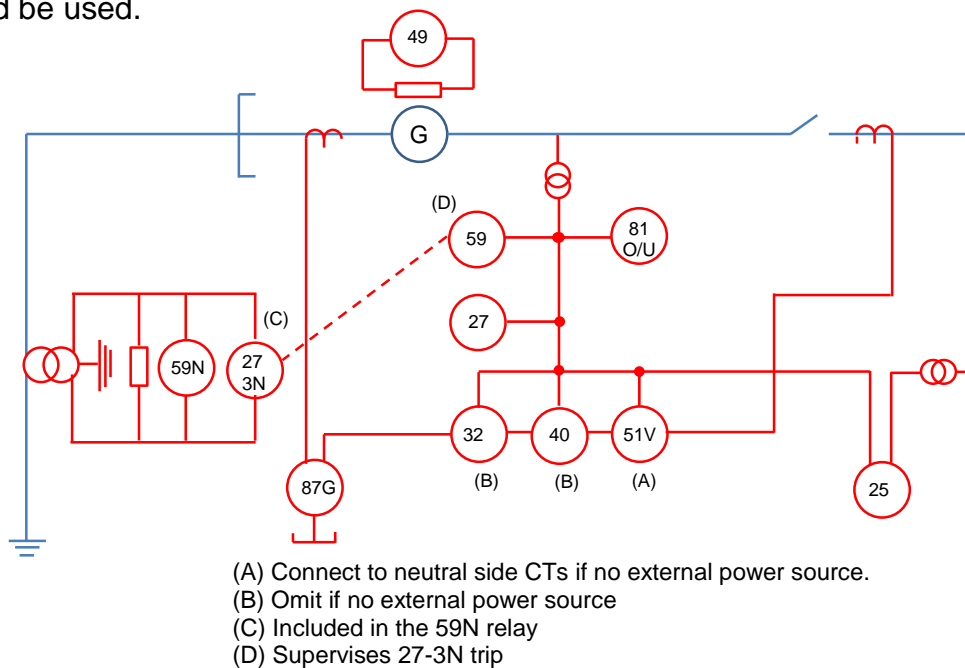 d be used.
49
G
(D)
59
81
O/U
(C)
27
59N
27
3N
32
40
51V
(B)
(B)
(A)
87G
25
(A) Connect to neutral side CTs if no external power source.
(B) Omit if no external power source
(C) Included in the 59N relay
(D) Supervises 27-3N trip